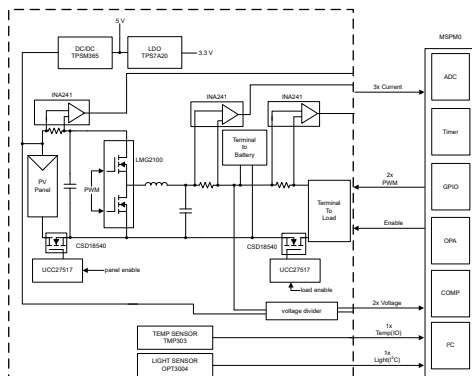 5 V
DC/DC
TPSM365
LDO
TPS7A20
3.3 V
MSPM0
INA241
INA241
INA241
3x Current
ADC
Timer
Terminal
to
Battery
LMG2100
PV
Panel
PWM
2x
PWM
GPIO
Terminal
To
Load
Enable
OPA
CSD18540
CSD18540
UCC27517
panel enable
UCC27517
load enable
COMP
voltage divider
2x Voltage
TEMP SENSOR
TMP303
1x
Temp(IO)
I²C
LIGHT SENSOR
OPT3004
1x
Light(I²C)